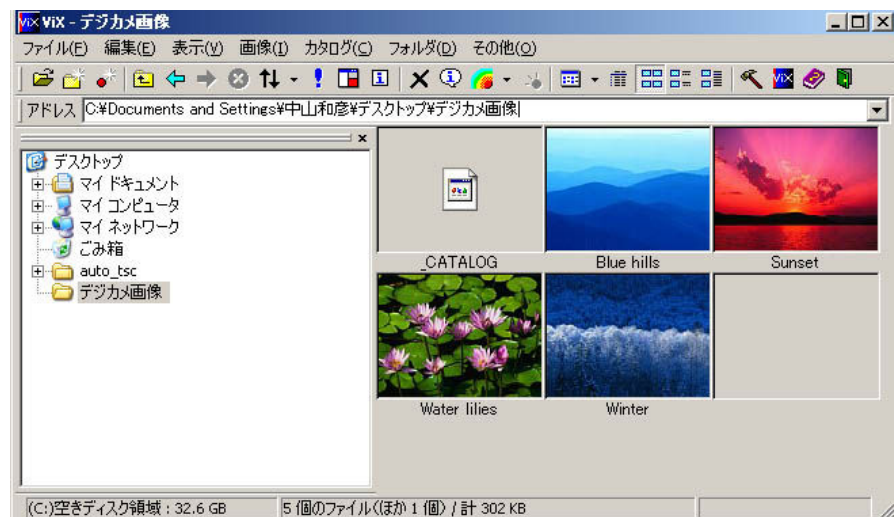 ViX ViX - デジカメ画像
ファイル(F) 編集(E) 表示(V) 画像(I) カタログ(C) フォルダ(D) その他(O)
ViX
アドレス C:¥Documents and Settings¥中山和彦¥デスクトップ¥デジカメ画像
デスクトップ
マイ ドキュメント
マイ コンピュータ
マイ ネットワーク
ごみ箱
auto_tsc
デジカメ画像
_CATALOG Blue hills Sunset
Water lilies Winter
(C:)空きディスク領域 : 32.6 GB 5 個のファイル(ほか 1 個) / 計 302 KB